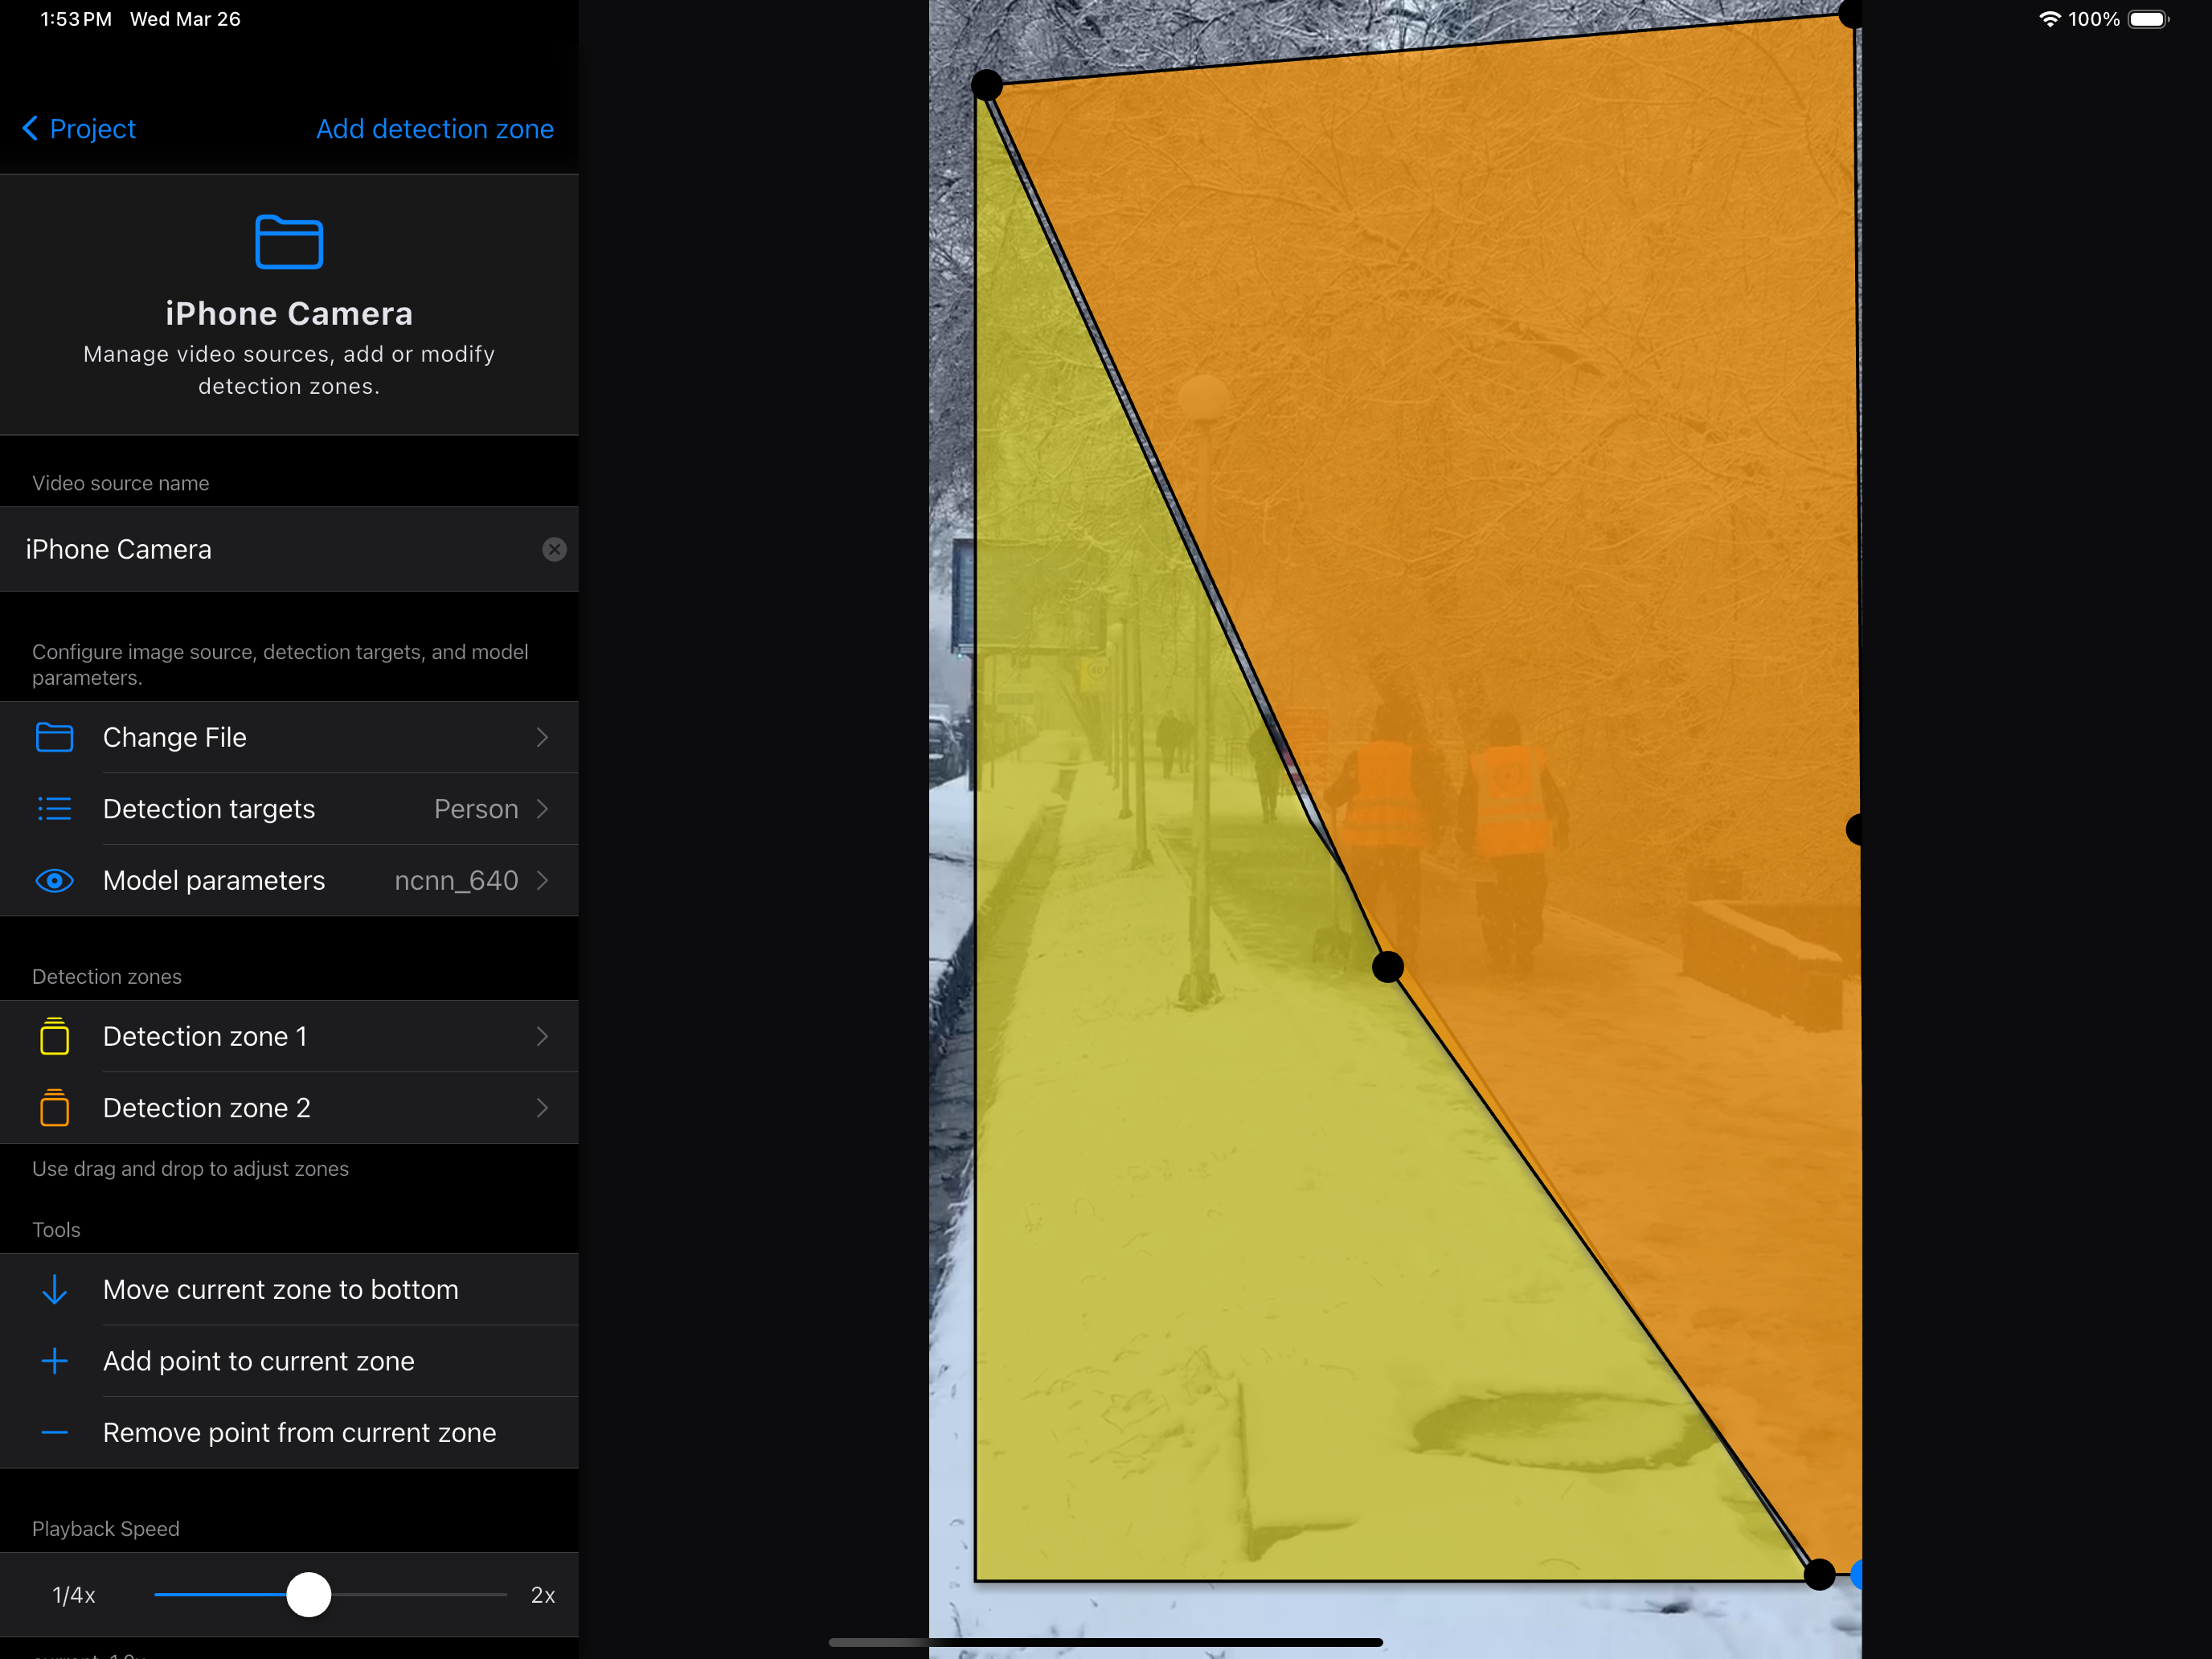 1:53 PM Wed Mar 26
100%
Project
Add detection zone
iPhone Camera
Manage video sources, add or modify
detection zones.
Video source name
iPhone Camera
Configure image source, detection targets, and model
parameters.
Change File
Detection targets Person
Model parameters ncnn_640
Detection zones
Detection zone 1
Detection zone 2
Use drag and drop to adjust zones
Tools
Move current zone to bottom
Add point to current zone
Remove point from current zone
Playback Speed
1/4x 2x